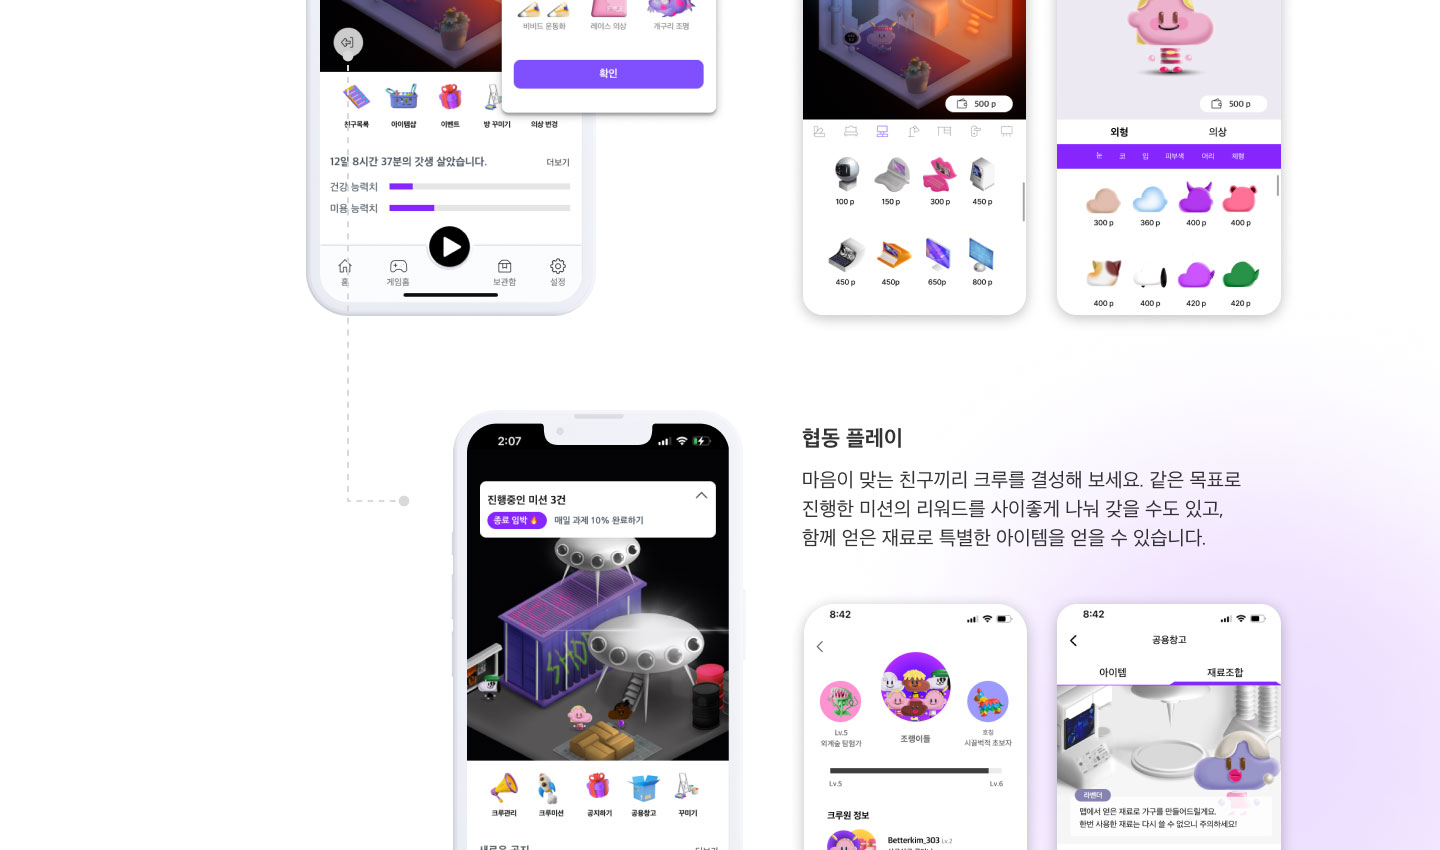 비비드 운동화
레이스 의상
개구리 조명
확인
친구목록
아이템샵
이벤트
방 꾸미기
의상 변경
12일 8시간 37분의 갓생 살았습니다.
더보기
건강 능력치
미용 능력치
홈
게임홈
보관함
설정
500 p
100 p
150 p
300 p
450 p
450 p
450p
650p
800 p
500 p
외형
의상
눈
코
입
피부색
머리
체형
300 p
360 p
400 p
400 p
400 p
400 p
420 p
420 p
2:07
진행중인 미션 3건
종료 임박
매일 과제 10% 완료하기
SHOP
크루관리
크루미션
공지하기
공용창고
꾸미기
새로운 공지
더보기
협동 플레이
마음이 맞는 친구끼리 크루를 결성해 보세요. 같은 목표로
진행한 미션의 리워드를 사이좋게 나눠 갖을 수도 있고,
함께 얻은 재료로 특별한 아이템을 얻을 수 있습니다.
8:42
Lv.5
외계숲 탐험가
조랭이들
호칭
시끌벅적 초보자
Lv.5
Lv.6
크루원 정보
Betterkim_303 Lv.2
8:42
공용창고
아이템
재료조합
라벤더
맵에서 얻은 재료로 가구를 만들어드릴게요.
한번 사용한 재료는 다시 쓸 수 없으니 주의하세요!